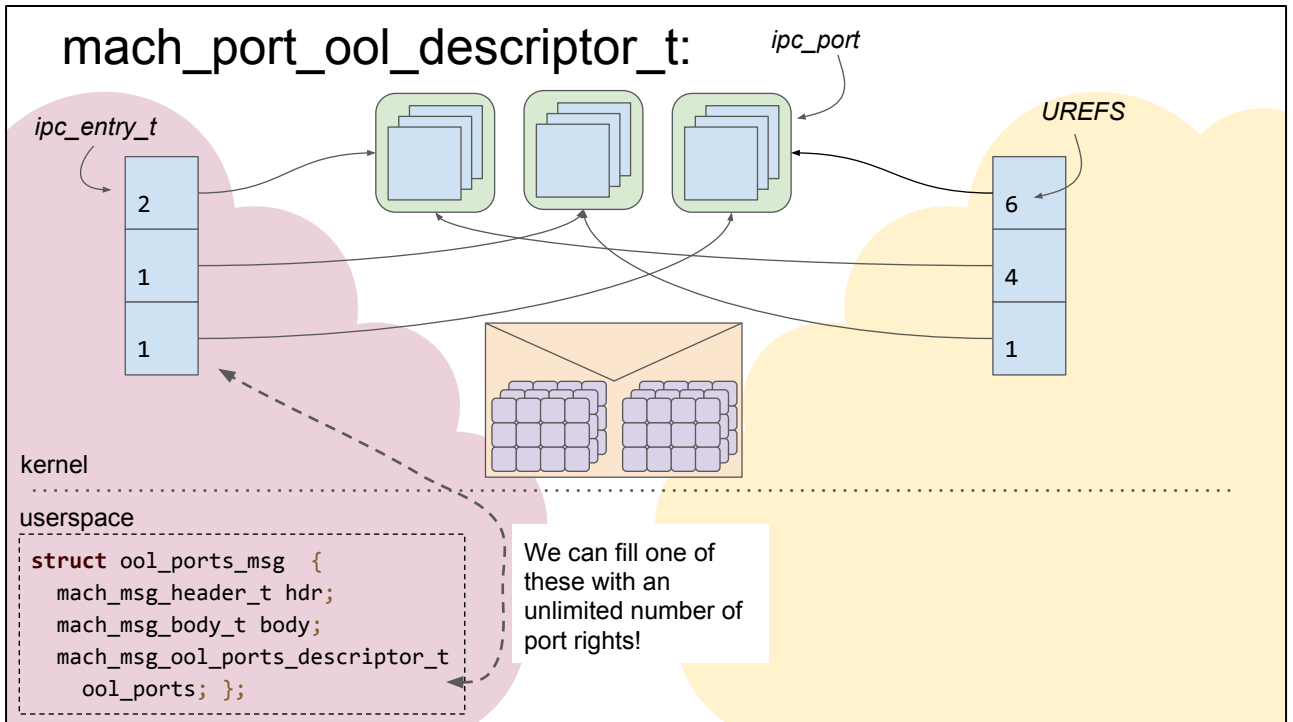 mach_port_ool_descriptor_t:
ipc_port
ipc_entry_t
UREFS
2
1
1
6
4
1
kernel
userspace
struct ool_ports_msg {
mach_msg_header_t hdr;
mach_msg_body_t body;
mach_msg_ool_ports_descriptor_t
ool_ports; };
We can fill one of
these with an
unlimited number of
port rights!